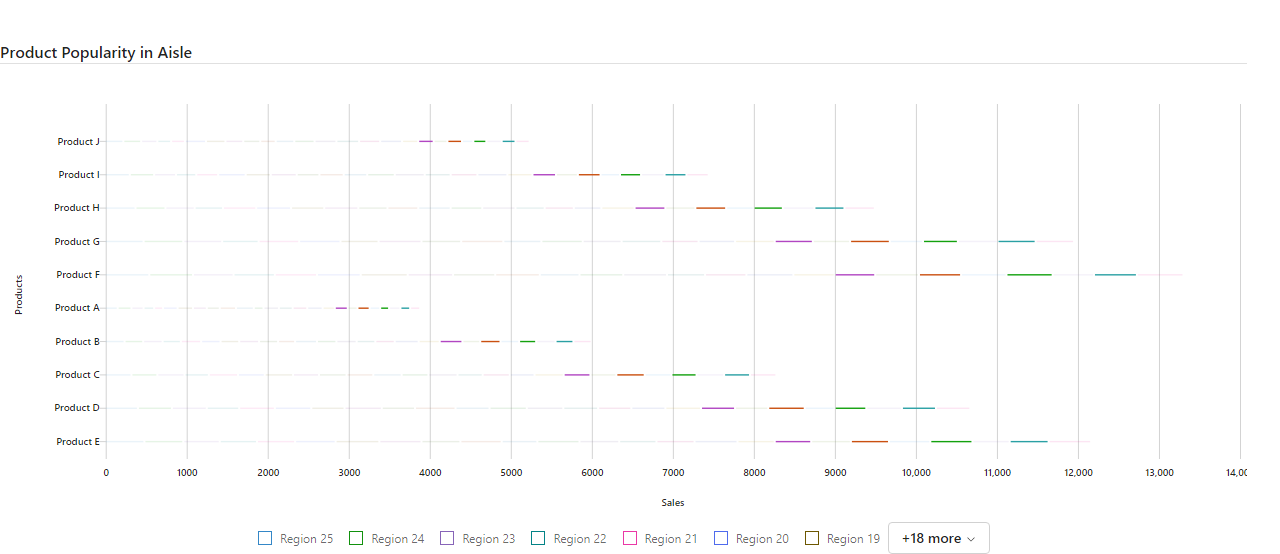 Product Popularity in Aisle
Product J
Product I
Product H
Product G
Product F
Product A
Product B
Product C
Product D
Product E
Products
0 1000 2000 3000 4000 5000 6000 7000 8000 9000 10,000 11,000 12,000 13,000 14,00
Sales
Region 25 Region 24 Region 23 Region 22 Region 21 Region 20 Region 19 +18 more